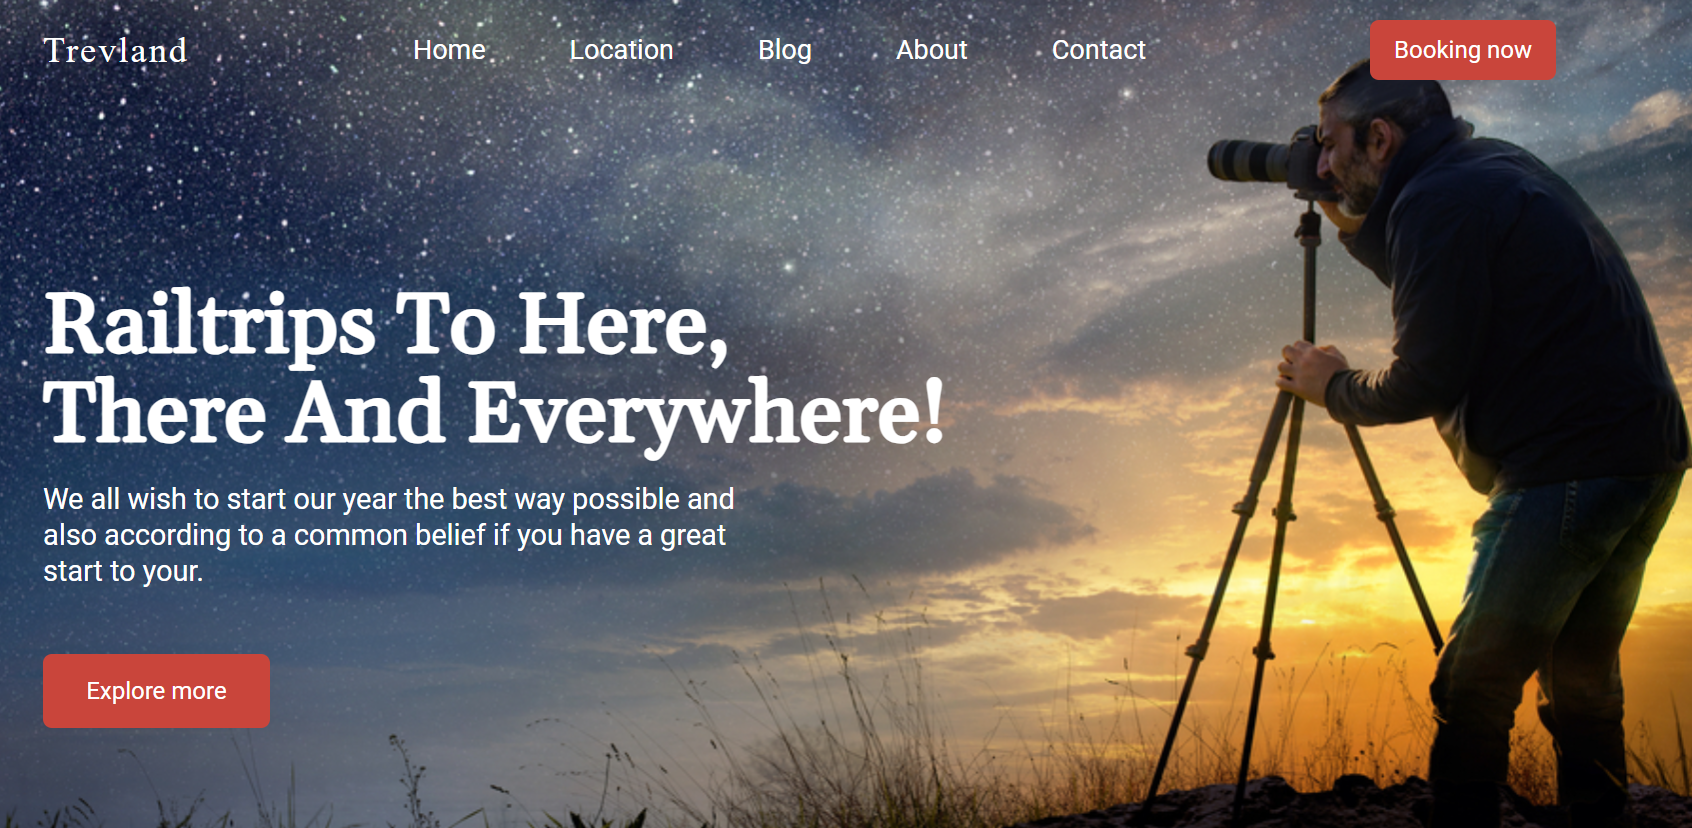 Trevland
Home
Location
Blog
About
Contact
Booking now
Railtrips To Here,
There And Everywhere!
We all wish to start our year the best way possible and
also according to a common belief if you have a great
start to your.
Explore more